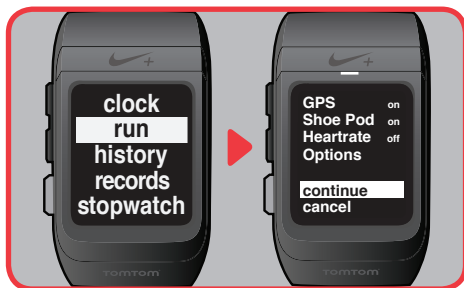 clock
run
history
records
stopwatch
TOMTOM
GPS on
Shoe Pod on
Heartrate off
Options
continue
cancel
TOMTOM